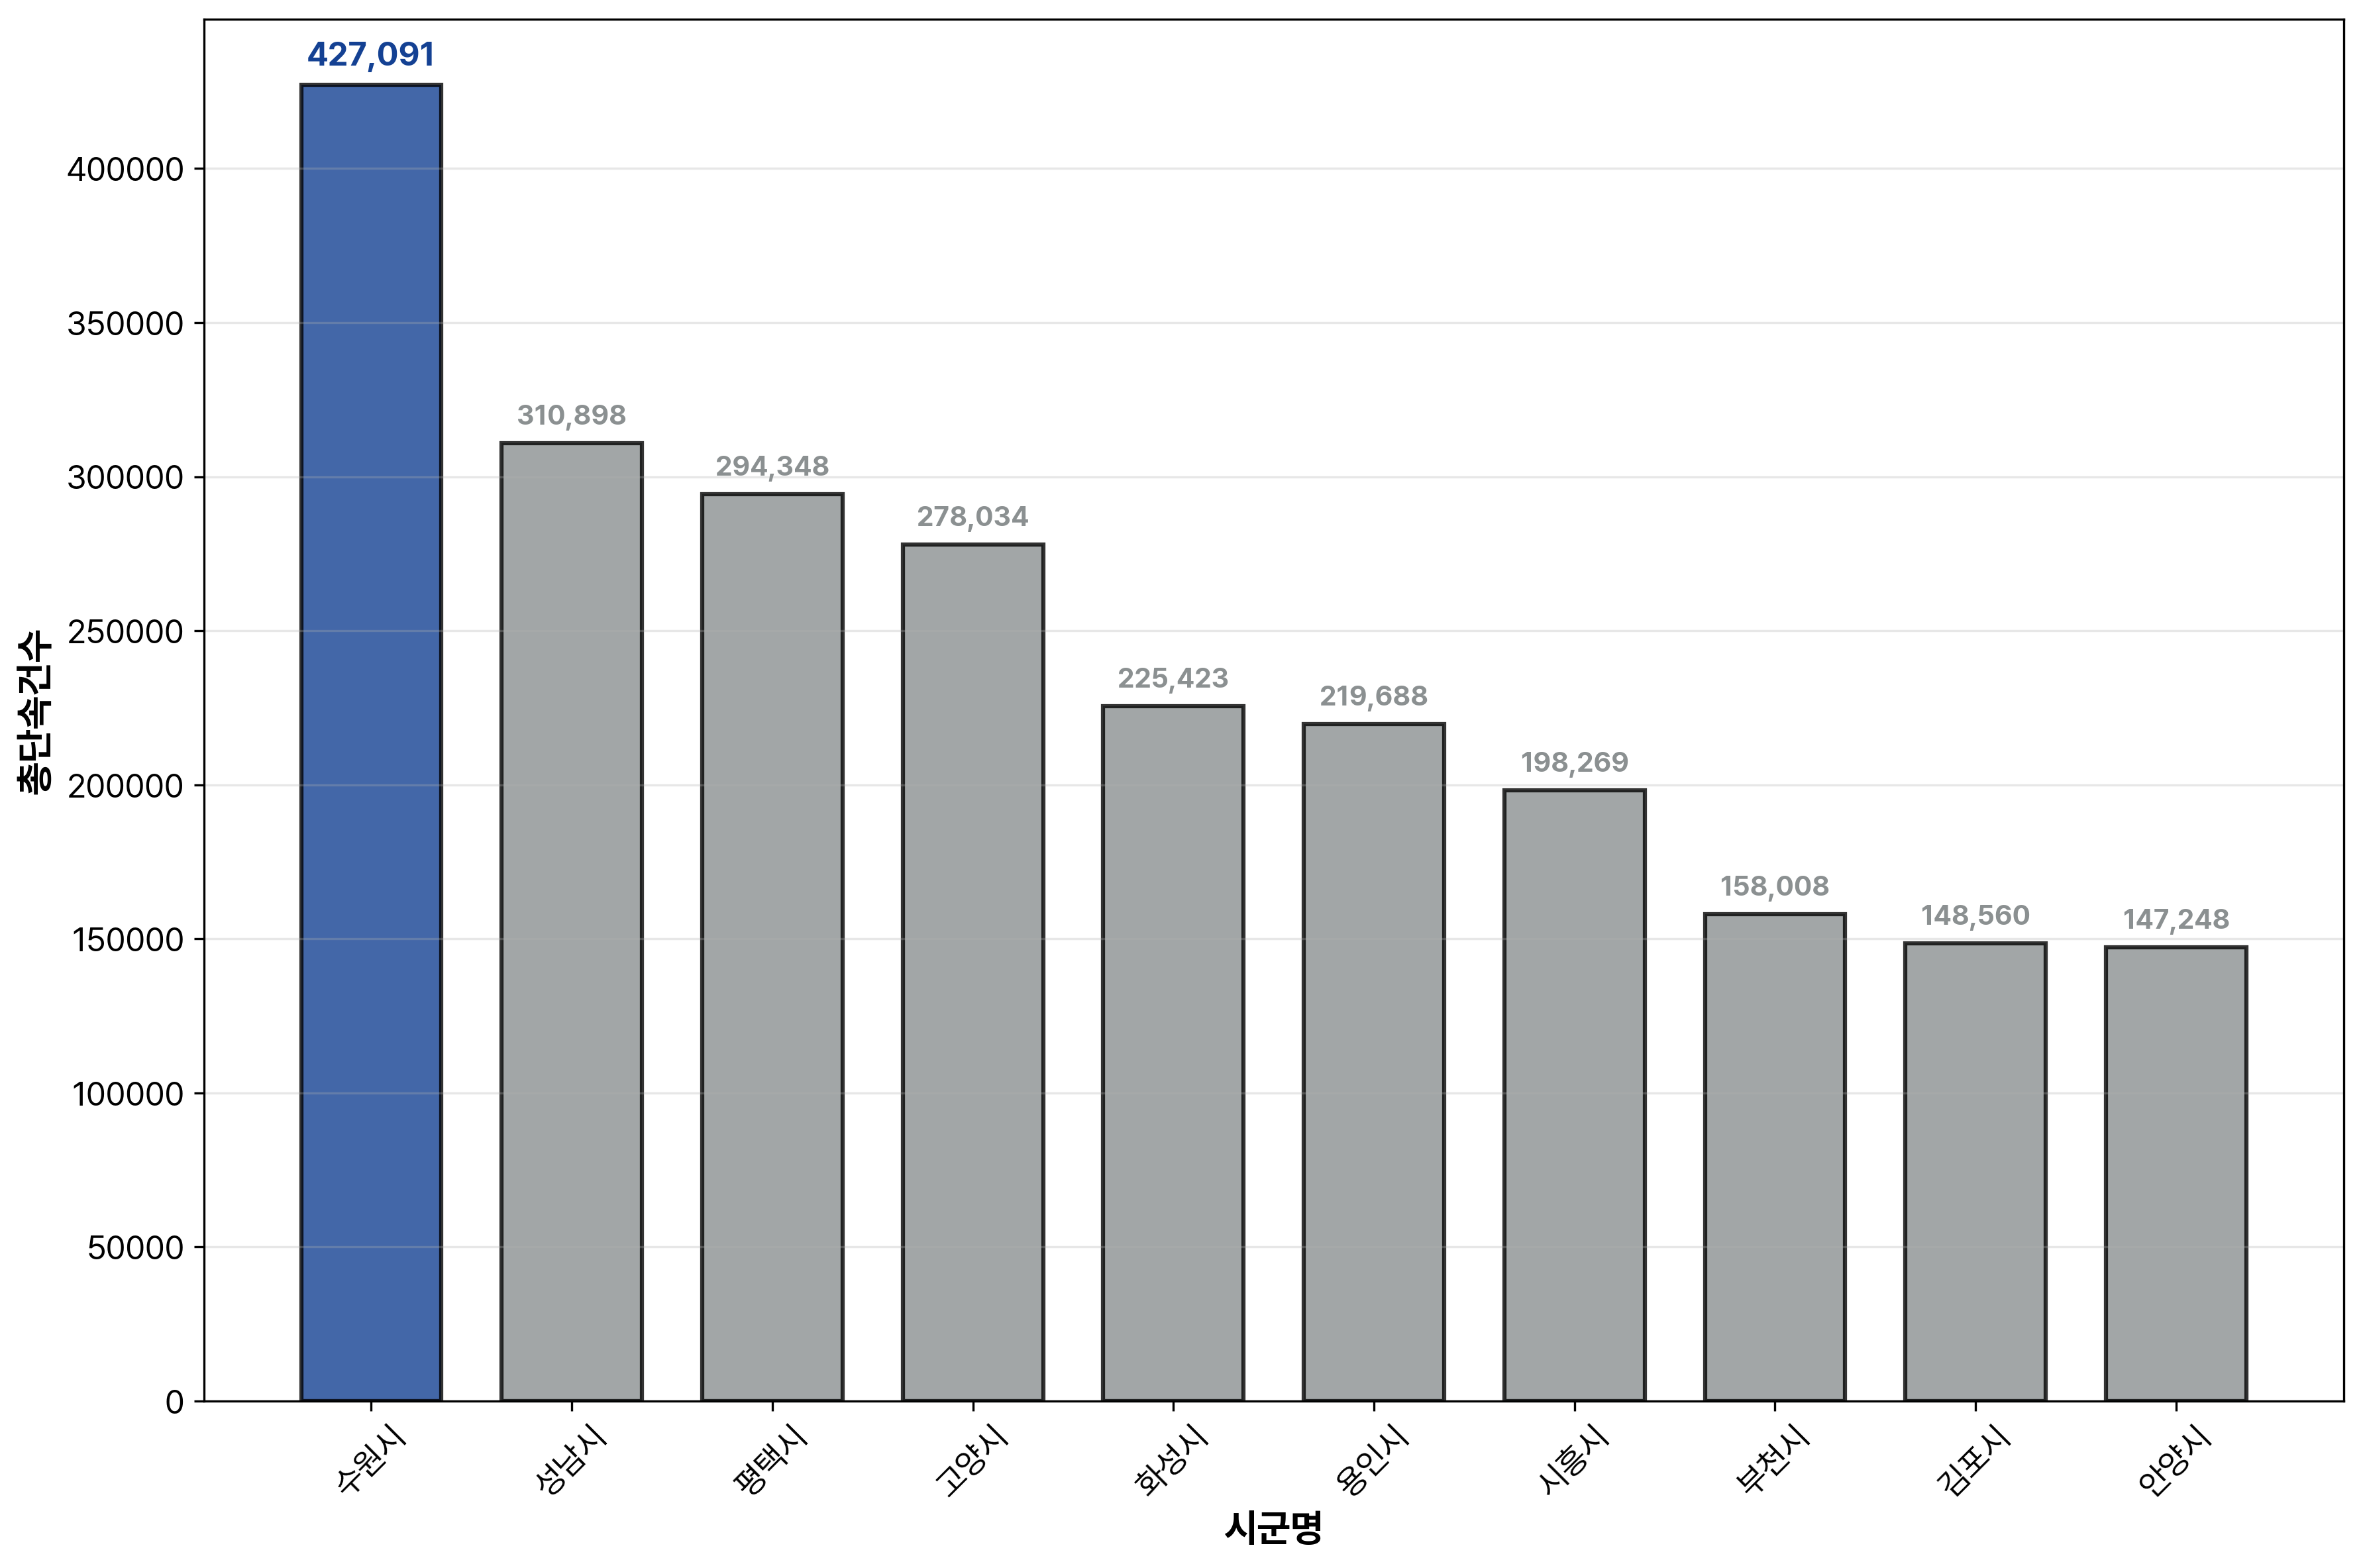 427,091
400000
350000
310,898
300000
294,348
278,034
250000
225,423
219,688
200000
198,269
158,008
150000
148,560
147,248
100000
50000
0
총단속건수
수원시
성남시
평택시
고양시
화성시
용인시
시흥시
부천시
김포시
안양시
시군명